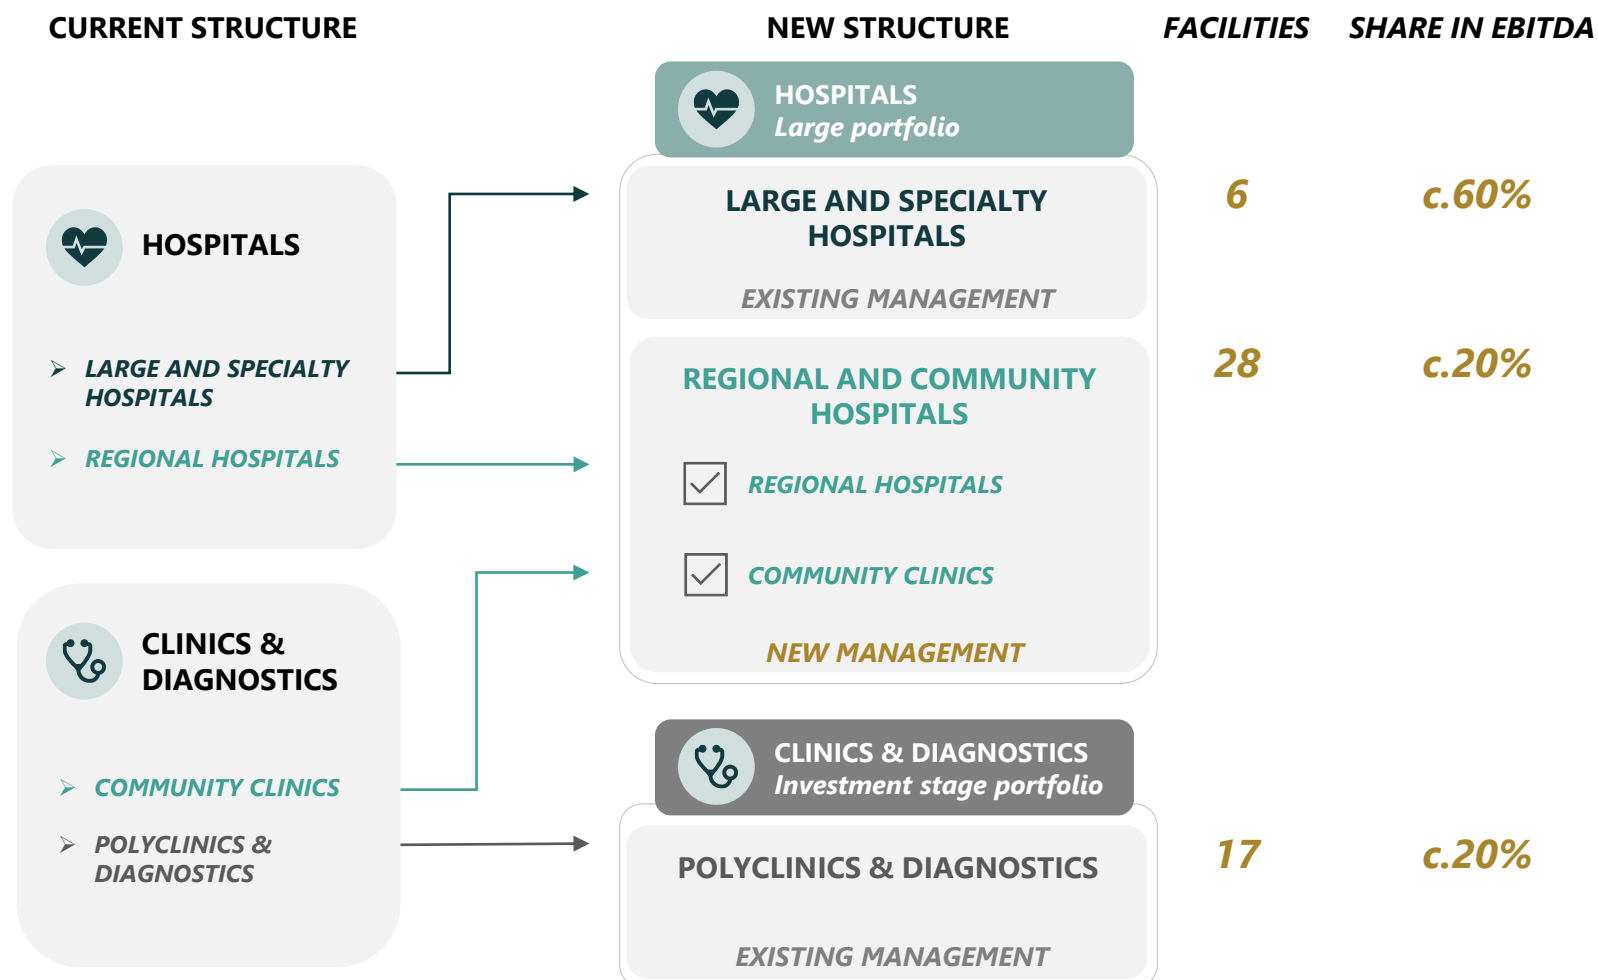 CURRENT STRUCTURE
NEW STRUCTURE
FACILITIES
SHARE IN EBITDA
HOSPITALS
➢ LARGE AND SPECIALTY
HOSPITALS
➢ REGIONAL HOSPITALS
CLINICS &
DIAGNOSTICS
➢ COMMUNITY CLINICS
➢ POLYCLINICS &
DIAGNOSTICS
HOSPITALS
Large portfolio
LARGE AND SPECIALTY
HOSPITALS
EXISTING MANAGEMENT
6
c.60%
REGIONAL AND COMMUNITY
HOSPITALS
REGIONAL HOSPITALS
COMMUNITY CLINICS
NEW MANAGEMENT
28
c.20%
CLINICS & DIAGNOSTICS
Investment stage portfolio
POLYCLINICS & DIAGNOSTICS
EXISTING MANAGEMENT
17
c.20%